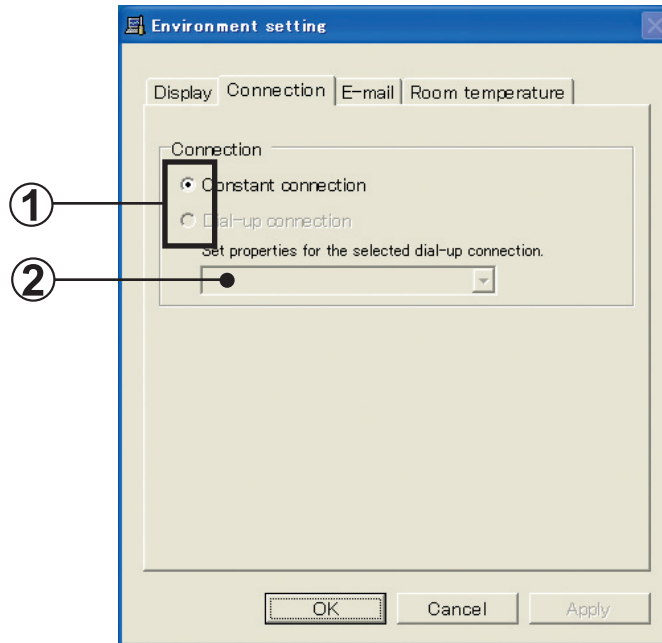 Environment setting
Display Connection E-mail Room temperature
Connection
1
Constant connection
Dial-up connection
Set properties for the selected dial-up connection.
2
OK Cancel Apply